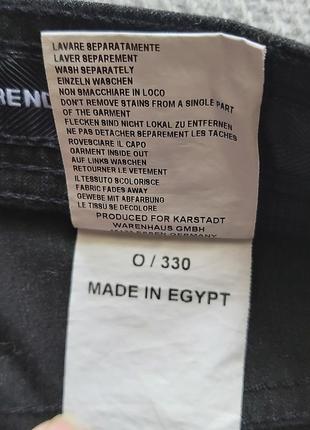 LAVARE SEPARATAMENTE
LAVER SEPAREMENT
WASH SEPARATELY
EINZELN WASCHEN
NON SMACCHIARE IN LOCO
DON'T REMOVE STAINS FROM A SINGLE PART
OF THE GARMENT
FLECKEN SIND NICHT LOKAL ZU ENTFERNEN
NE PAS DETACHER SEPAREMENT LES TACHES
ROVESCIARE IL CAPO
GARMENT INSIDE OUT
AUF LINKS WASCHEN
RETOURNER LE VETEMENT
ILTESSUTO SCOLORISCE
FABRIC FADES AWAY
GEWEBE MIT ABFARBUNG
LE TISSU SE DECOLORE
PRODUCED FOR KARSTADT
WARENHAUS GMBH
ESSEN GERMANY
O / 330
MADE IN EGYPT